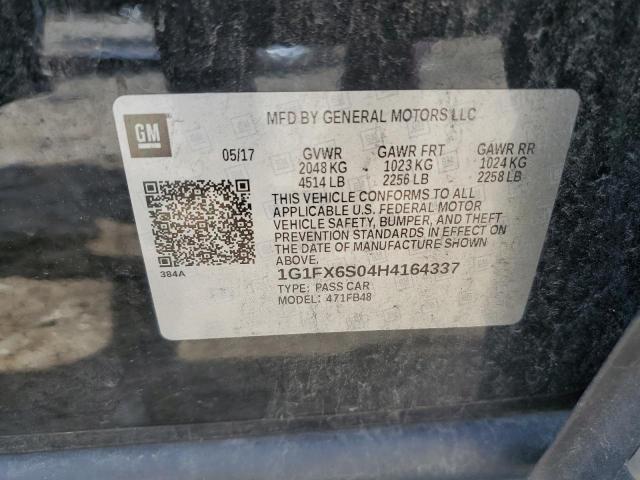 GM
MFD BY GENERAL MOTORS LLC
05/17 GVWR GAWR FRT GAWR RR
2048 KG 1023 KG 1024 KG
4514 LB 2256 LB 2258 LB
THIS VEHICLE CONFORMS TO ALL
APPLICABLE U.S. FEDERAL MOTOR
VEHICLE SAFETY, BUMPER, AND THEFT
PREVENTION STANDARDS IN EFFECT ON
THE DATE OF MANUFACTURE SHOWN
ABOVE.
384A
1G1FX6S04H4164337
TYPE: PASS CAR
MODEL: 471FB48